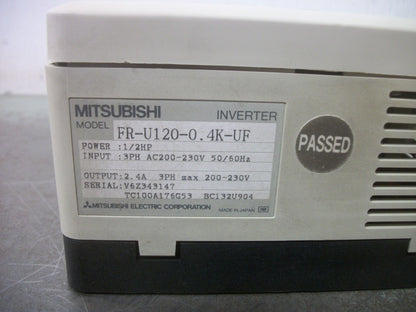 MITSUBISHI INVERTER
MODEL FR-U120-0.4K-UF
POWER :1/2HP
INPUT :3PH AC200-230V 50/60Hz
OUTPUT:2.4A 3PH max 200-230V
SERIAL:V6Z343147
TC100A176G53 BC132U904
MITSUBISHI ELECTRIC CORPORATION MADE IN JAPAN
PASSED